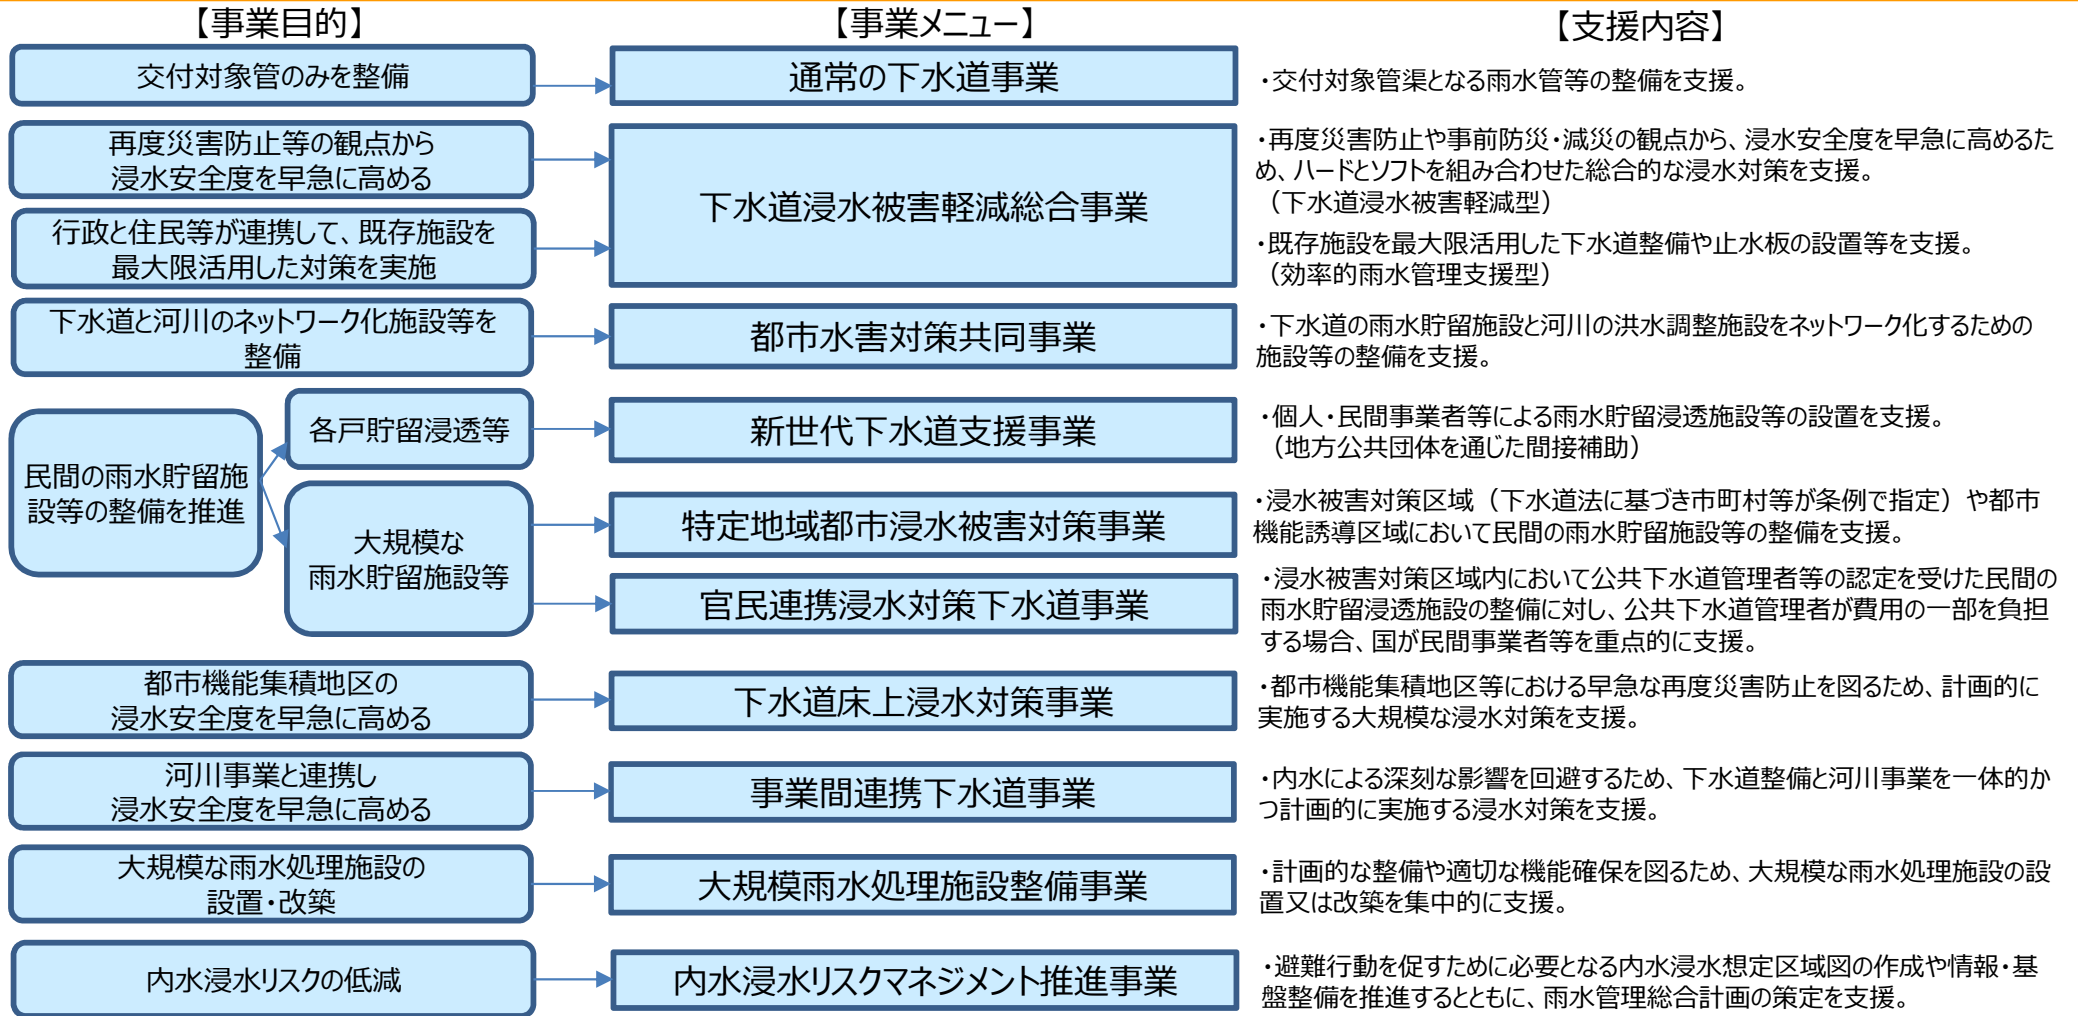 【事業目的】
【事業メニュー】
【支援内容】
交付対象管のみを整備
通常の下水道事業
・交付対象管渠となる雨水管等の整備を支援。
再度災害防止等の観点から
浸水安全度を早急に高める
行政と住民等が連携して、既存施設を
最大限活用した対策を実施
下水道浸水被害軽減総合事業
・再度災害防止や事前防災・減災の観点から、浸水安全度を早急に高めるた
め、ハードとソフトを組み合わせた総合的な浸水対策を支援。
（下水道浸水被害軽減型）
・既存施設を最大限活用した下水道整備や止水板の設置等を支援。
（効率的雨水管理支援型）
下水道と河川のネットワーク化施設等を
整備
都市水害対策共同事業
・下水道の雨水貯留施設と河川の洪水調整施設をネットワーク化するための
施設等の整備を支援。
民間の雨水貯留施
設等の整備を推進
各戸貯留浸透等
新世代下水道支援事業
・個人・民間事業者等による雨水貯留浸透施設等の設置を支援。
（地方公共団体を通じた間接補助）
大規模な
雨水貯留施設等
特定地域都市浸水被害対策事業
・浸水被害対策区域（下水道法に基づき市町村等が条例で指定）や都市
機能誘導区域において民間の雨水貯留施設等の整備を支援。
官民連携浸水対策下水道事業
・浸水被害対策区域内において公共下水道管理者等の認定を受けた民間の
雨水貯留浸透施設の整備に対し、公共下水道管理者が費用の一部を負担
する場合、国が民間事業者等を重点的に支援。
都市機能集積地区の
浸水安全度を早急に高める
下水道床上浸水対策事業
・都市機能集積地区等における早急な再度災害防止を図るため、計画的に
実施する大規模な浸水対策を支援。
河川事業と連携し
浸水安全度を早急に高める
事業間連携下水道事業
・内水による深刻な影響を回避するため、下水道整備と河川事業を一体的か
つ計画的に実施する浸水対策を支援。
大規模な雨水処理施設の
設置・改築
大規模雨水処理施設整備事業
・計画的な整備や適切な機能確保を図るため、大規模な雨水処理施設の設
置又は改築を集中的に支援。
内水浸水リスクの低減
内水浸水リスクマネジメント推進事業
・避難行動を促すために必要となる内水浸水想定区域図の作成や情報・基
盤整備を推進するとともに、雨水管理総合計画の策定を支援。